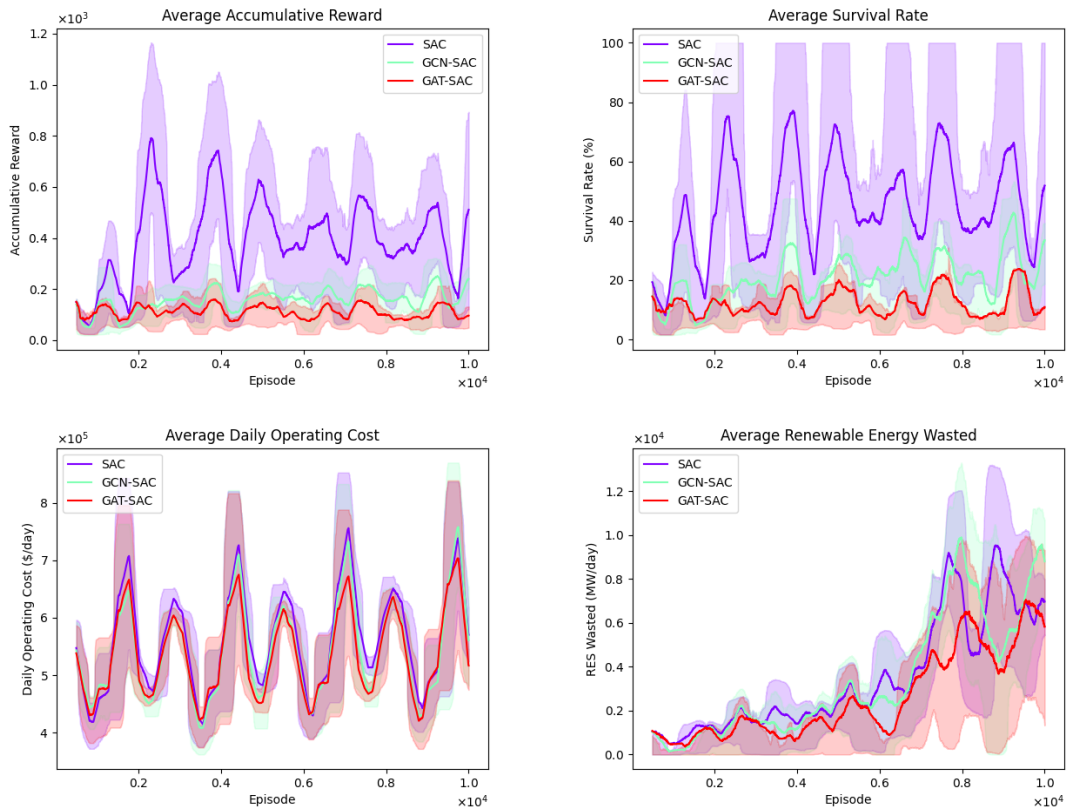 Average Accumulative Reward
×10³
1.2
1.0
0.8
0.6
0.4
0.2
0.0
Accumulative Reward
SAC
GCN-SAC
GAT-SAC
0.2 0.4 0.6 0.8 1.0
Episode
×10⁴
Average Survival Rate
100
80
60
40
20
0
Survival Rate (%)
SAC
GCN-SAC
GAT-SAC
0.2 0.4 0.6 0.8 1.0
Episode
×10⁴
Average Daily Operating Cost
×10⁵
8
7
6
5
4
Daily Operating Cost ($/day)
SAC
GCN-SAC
GAT-SAC
0.2 0.4 0.6 0.8 1.0
Episode
×10⁴
Average Renewable Energy Wasted
×10⁴
1.2
1.0
0.8
0.6
0.4
0.2
0.0
RES Wasted (MW/day)
SAC
GCN-SAC
GAT-SAC
0.2 0.4 0.6 0.8 1.0
Episode
×10⁴